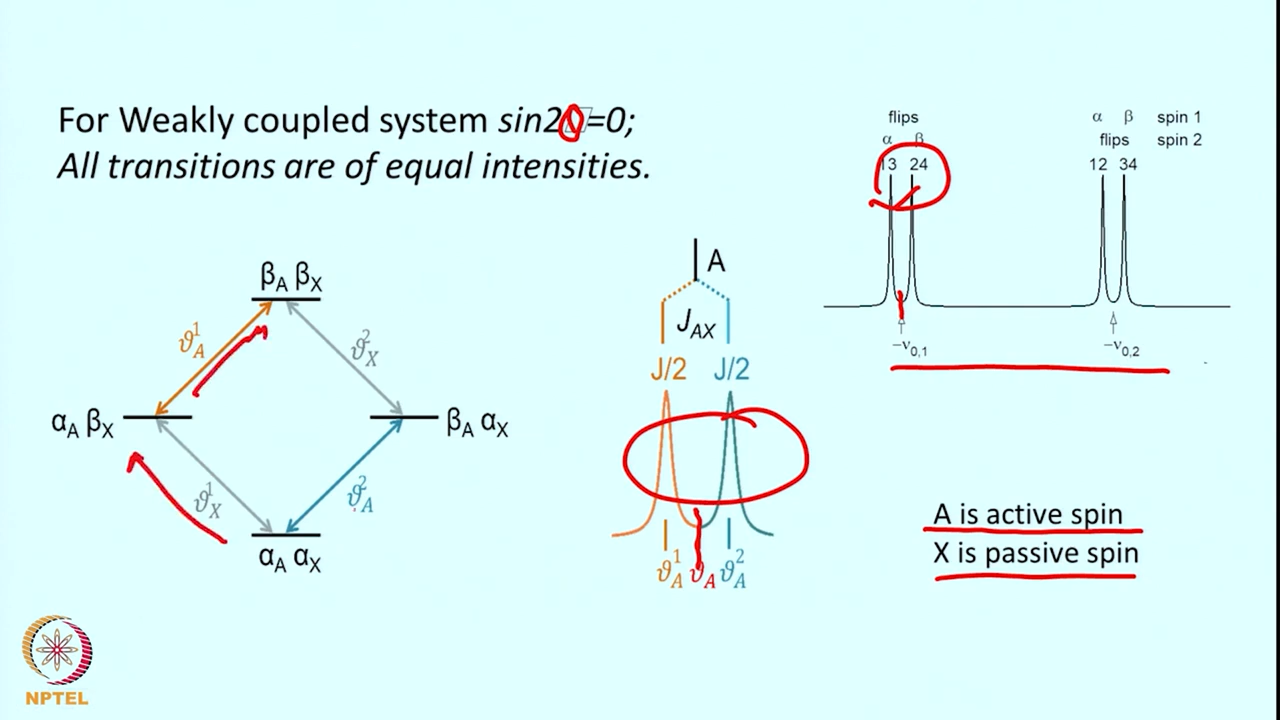 For Weakly coupled system sin2θ=0;
All transitions are of equal intensities.
flips
α β
13 24
α β spin 1
flips spin 2
12 34
-ν0,1
-ν0,2
βA βX
ϑ1A
ϑ2X
αA βX
βA αX
ϑ1X
ϑ2A
αA αX
A
JAX
J/2 J/2
ϑ1A ϑA ϑ2A
A is active spin
X is passive spin
NPTEL